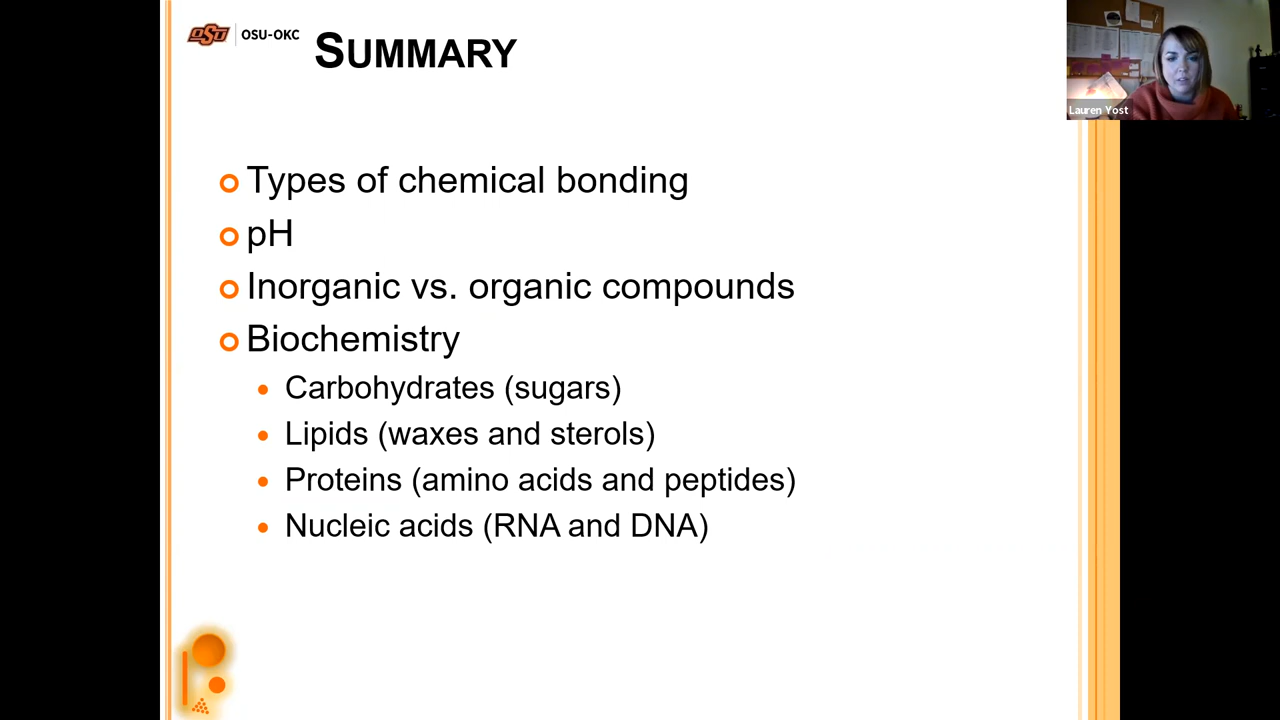 OSU OSU-OKC
SUMMARY
Lauren Yost
Types of chemical bonding
pH
Inorganic vs. organic compounds
Biochemistry
Carbohydrates (sugars)
Lipids (waxes and sterols)
Proteins (amino acids and peptides)
Nucleic acids (RNA and DNA)